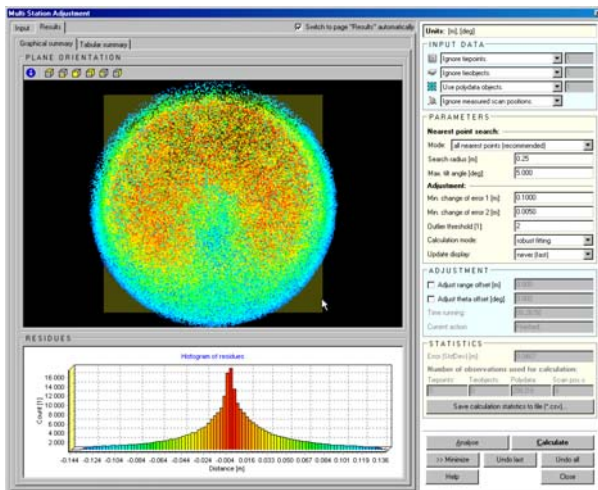 Multi Station Adjustment
Input Results
Switch to page "Results" automatically
Graphical summary Tabular summary
PLANE ORIENTATION
RESIDUES
Histogram of residues
Count [1]
16.000
14.000
12.000
10.000
8.000
6.000
4.000
2.000
-0.144 -0.124 -0.104 -0.084 -0.064 -0.044 -0.024 -0.004 0.016 0.033 0.050 0.070 0.090 0.110 0.136
Distance [m]
Units: [m], [deg]
INPUT DATA
Ignore tiepoints
Ignore tieobjects
Use polydata objects
Ignore measured scan positions
PARAMETERS
Nearest point search:
Mode: all nearest points (recommended)
Search radius [m] 0.25
Max. tilt angle [deg] 5.000
Adjustment:
Min. change of error 1 [m] 0.1000
Min. change of error 2 [m] 0.0050
Outlier threshold [1] 2
Calculation mode: robust fitting
Update display: never (fast)
ADJUSTMENT
Adjust range offset [m]
Adjust theta offset [deg]
Time running:
Current action:
STATISTICS
Error (StdDev) [m]
Number of observations used for calculation:
Tiepoints: Tieobjects: Polydata: Scan pos.o
Save calculation statistics to file (*.csv)...
Analyse Calculate
>> Minimize Undo last Undo all
Help Close